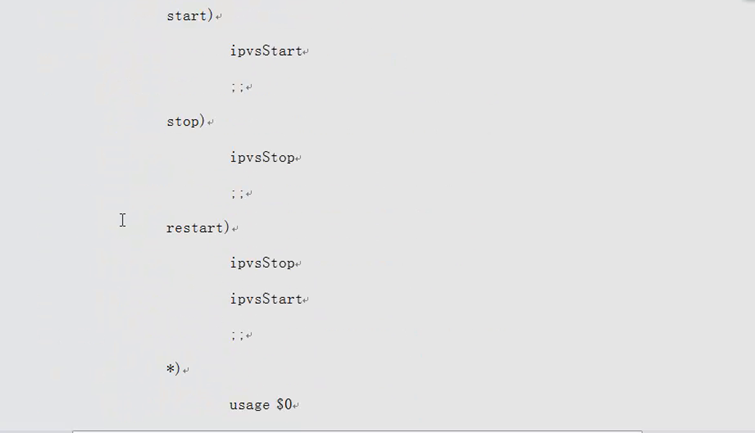 start)
ipvsStart
;;
stop)
ipvsStop
;;
restart)
ipvsStop
ipvsStart
;;
*)
usage $0